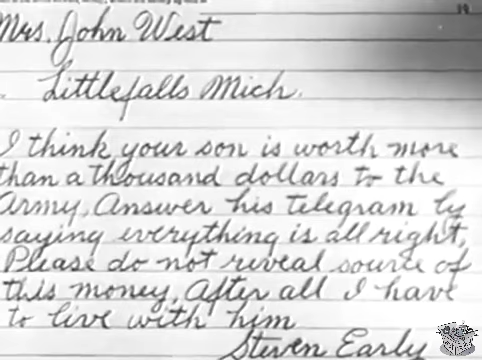 19
Mrs. John West
Littlefalls Mich.
I think your son is worth more
than a thousand dollars to the
Army. Answer his telegram by
saying everything is all right.
Please do not reveal source of
this money. After all I have
to live with him
Steven Early